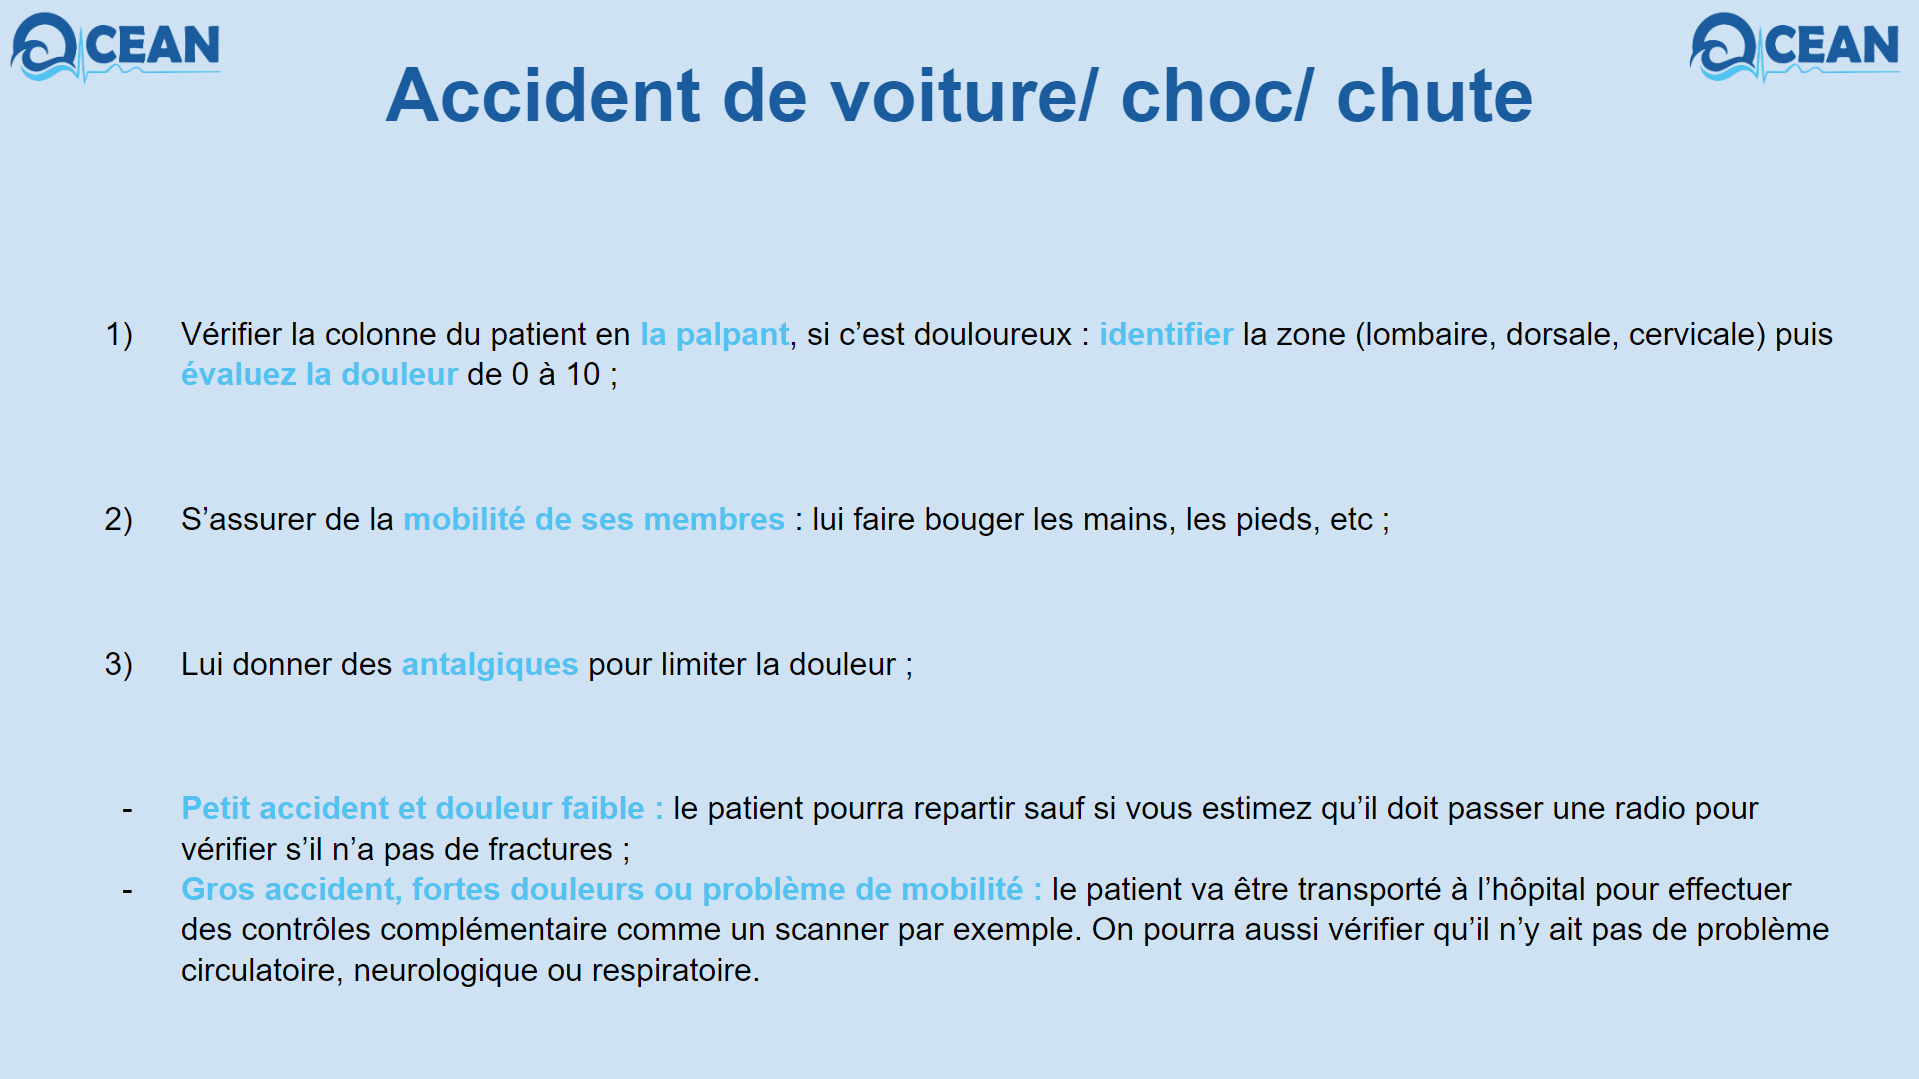 OCEAN
OCEAN
Accident de voiture/ choc/ chute
1) Vérifier la colonne du patient en la palpant, si c’est douloureux : identifier la zone (lombaire, dorsale, cervicale) puis
évaluez la douleur de 0 à 10 ;
2) S’assurer de la mobilité de ses membres : lui faire bouger les mains, les pieds, etc ;
3) Lui donner des antalgiques pour limiter la douleur ;
- Petit accident et douleur faible : le patient pourra repartir sauf si vous estimez qu’il doit passer une radio pour
vérifier s’il n’a pas de fractures ;
- Gros accident, fortes douleurs ou problème de mobilité : le patient va être transporté à l’hôpital pour effectuer
des contrôles complémentaire comme un scanner par exemple. On pourra aussi vérifier qu’il n’y ait pas de problème
circulatoire, neurologique ou respiratoire.